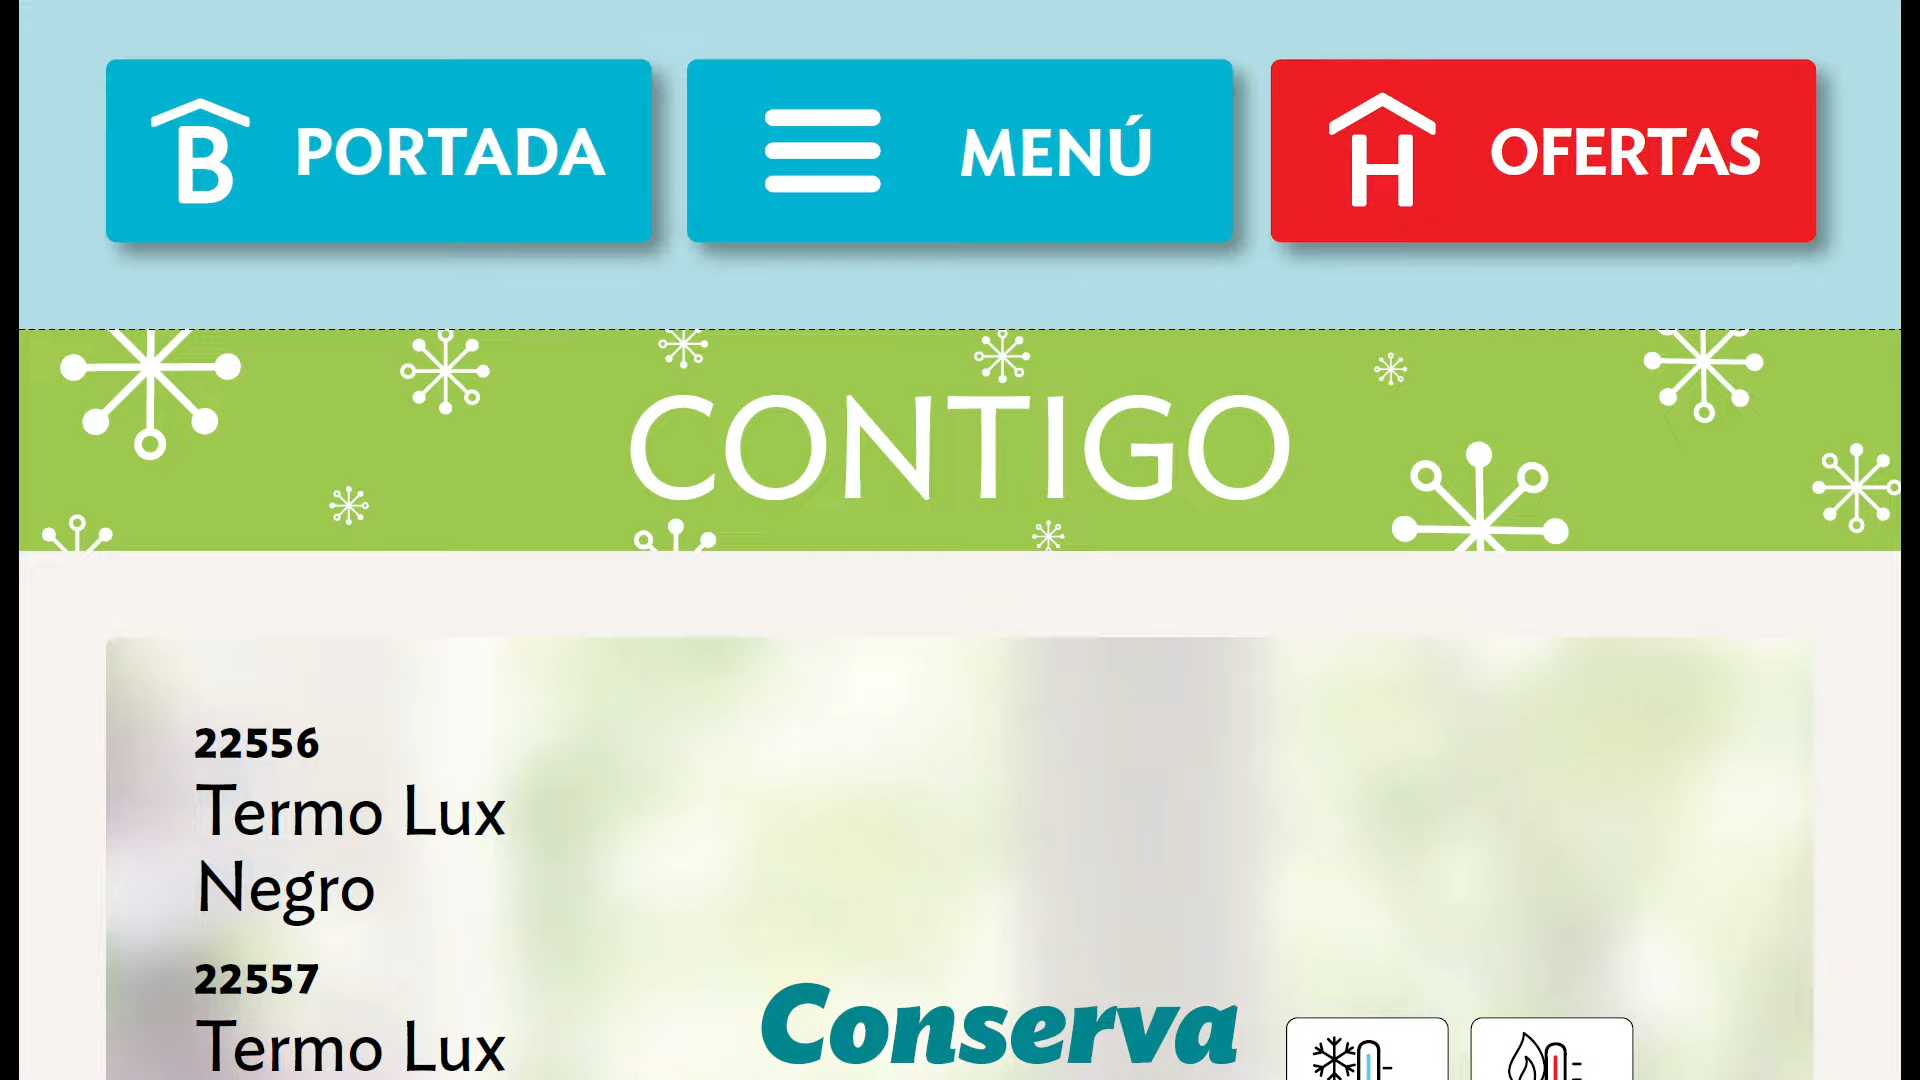 B PORTADA
MENÚ
H OFERTAS
CONTIGO
22556
Termo Lux
Negro
22557
Termo Lux
Conserva